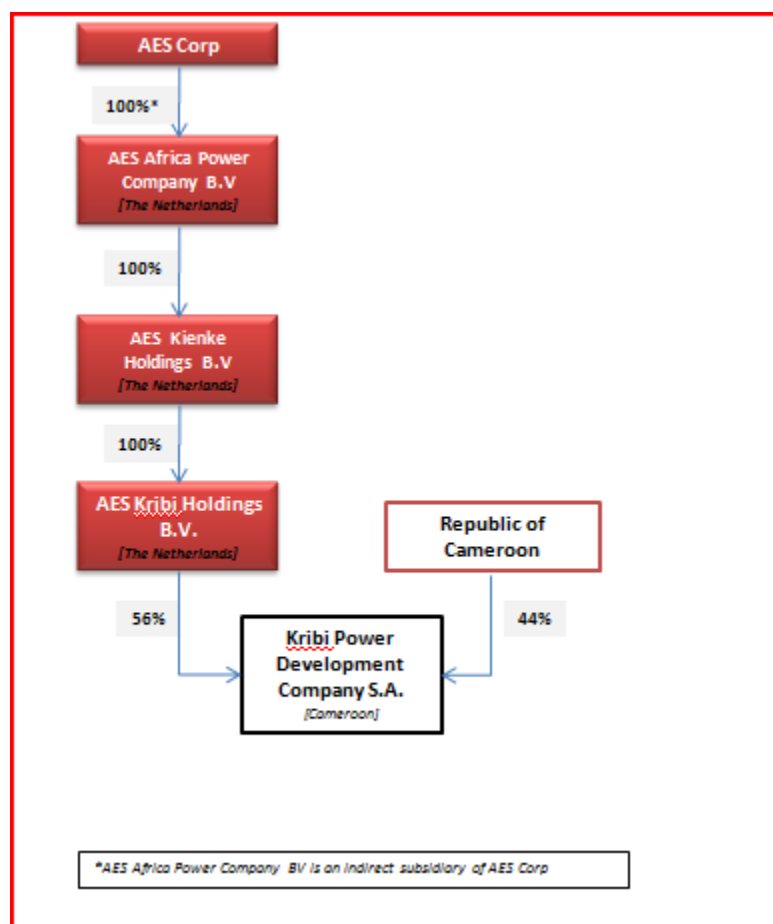 AES Corp
100%*
AES Africa Power
Company B.V
[The Netherlands]
100%
AES Kienke
Holdings B.V
[The Netherlands]
100%
AES Kribi Holdings
B.V.
[The Netherlands]
Republic of
Cameroon
56%
44%
Kribi Power
Development
Company S.A.
[Cameroon]
*AES Africa Power Company BV is an indirect subsidiary of AES Corp